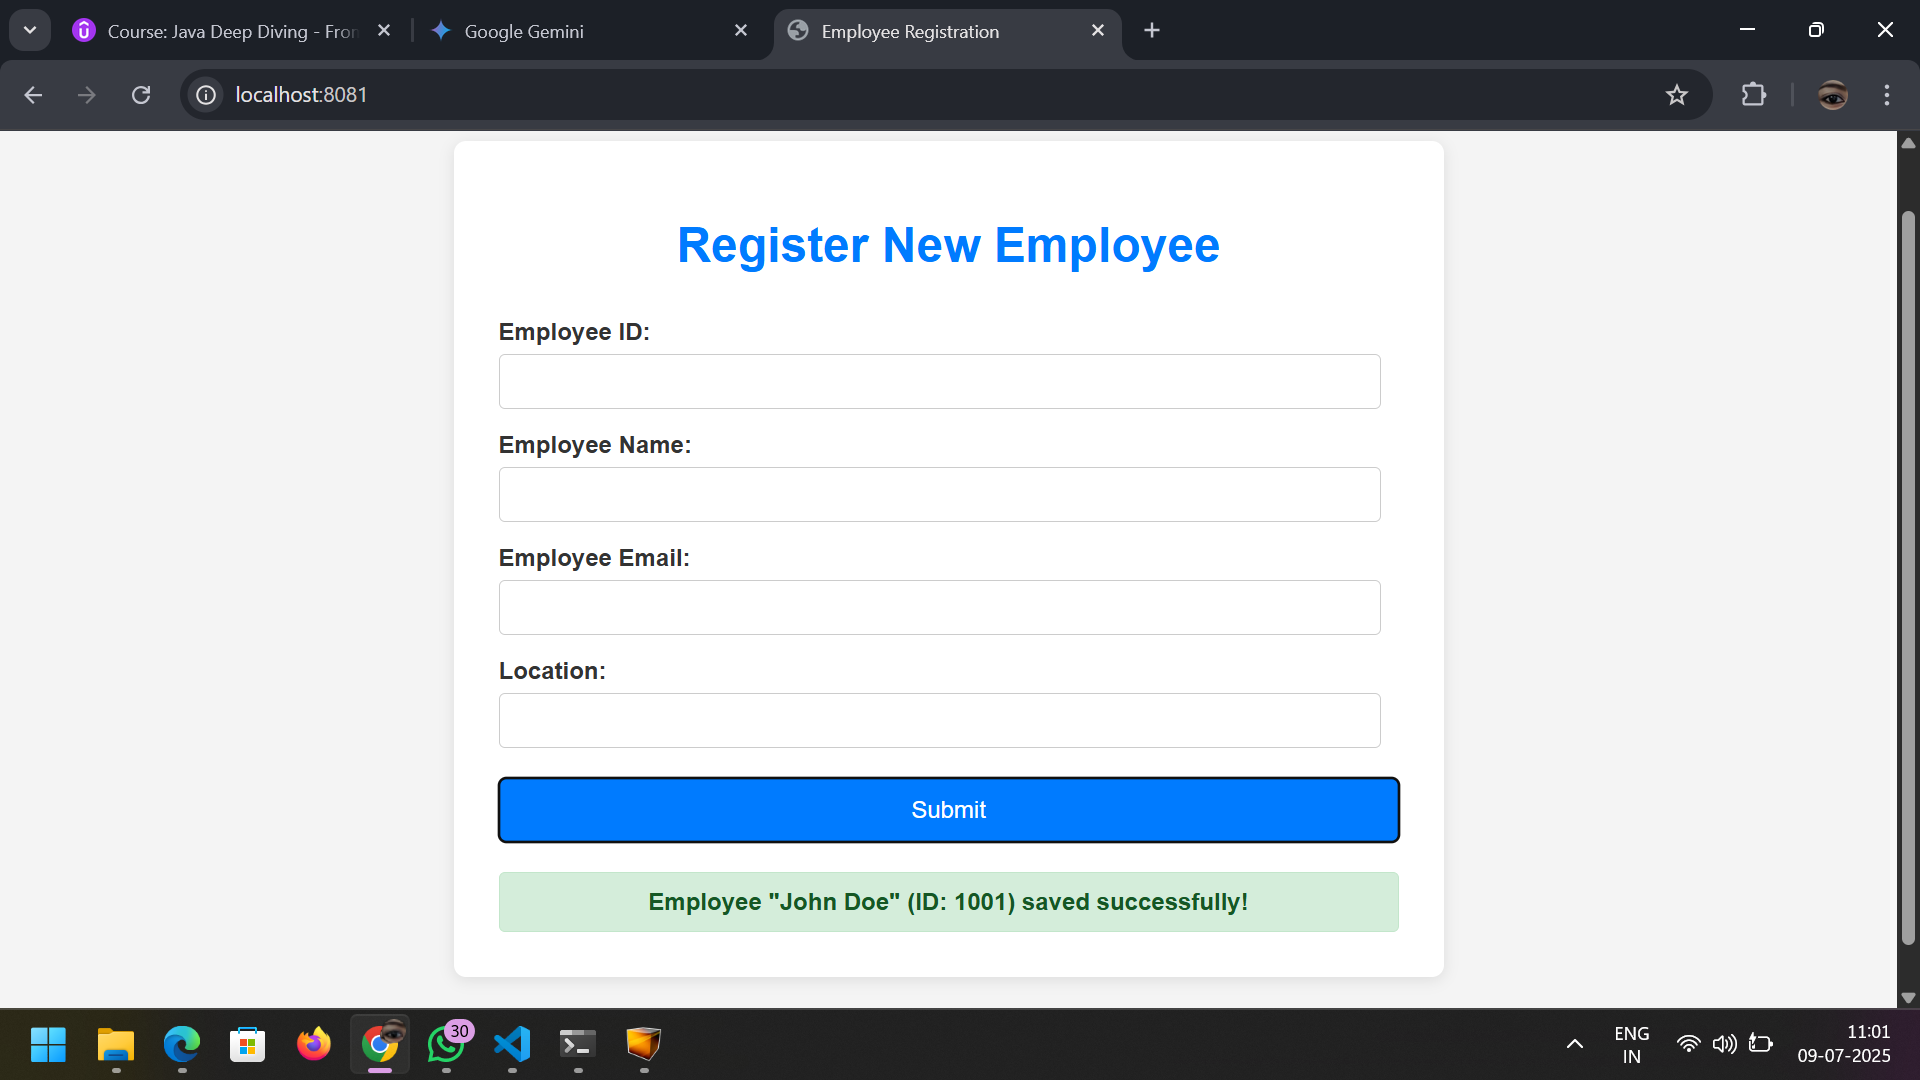 Course: Java Deep Diving - Fron
Google Gemini
Employee Registration
localhost:8081
Register New Employee
Employee ID:
Employee Name:
Employee Email:
Location:
Submit
Employee "John Doe" (ID: 1001) saved successfully!
30
ENG
IN
11:01
09-07-2025